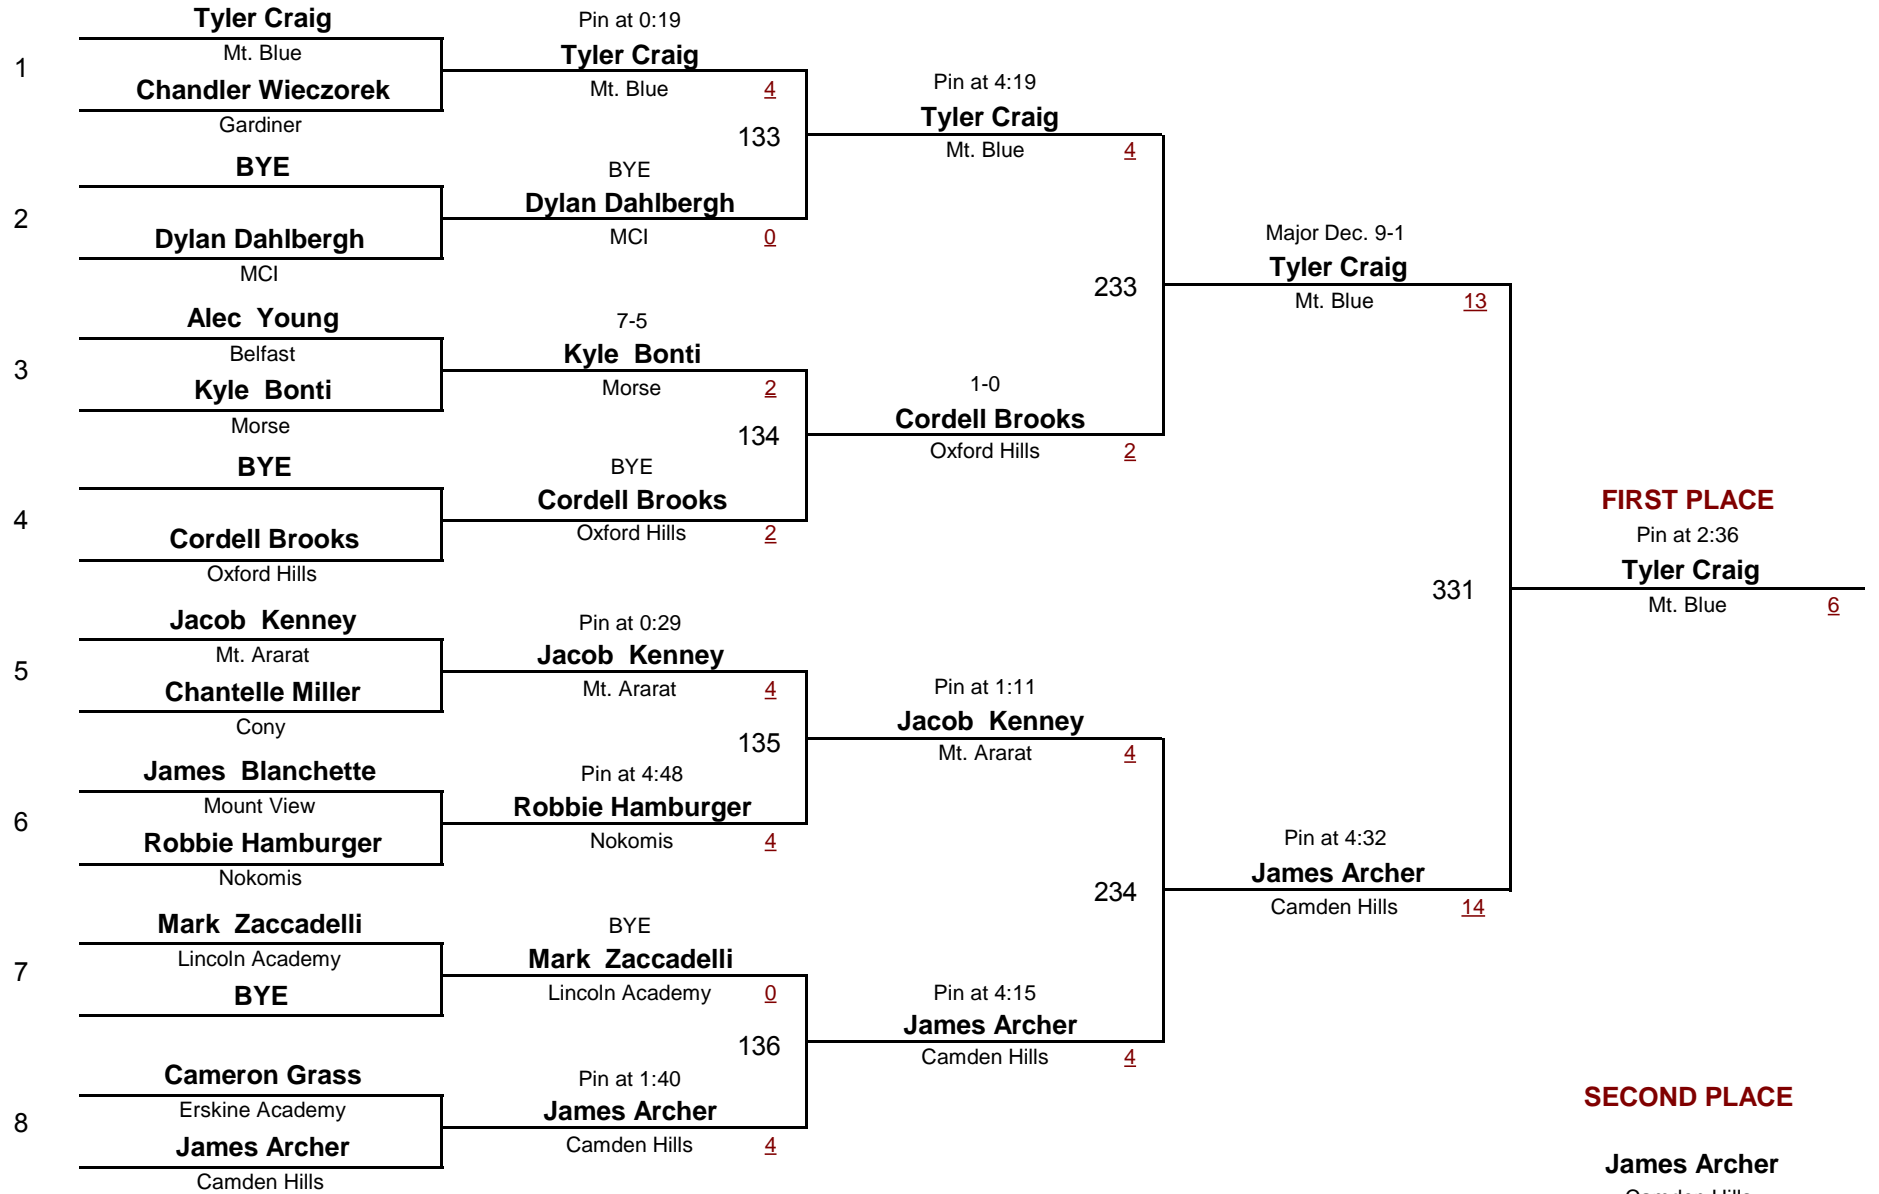 Tyler Craig
1
Mt. Blue
Chandler Wieczorek
Gardiner
BYE
2
Dylan Dahlbergh
MCI
Alec Young
3
Belfast
Kyle Bonti
Morse
BYE
4
Cordell Brooks
Oxford Hills
Jacob Kenney
5
Mt. Ararat
Chantelle Miller
Cony
James Blanchette
6
Mount View
Robbie Hamburger
Nokomis
Mark Zaccadelli
7
Lincoln Academy
BYE
Cameron Grass
8
Erskine Academy
James Archer
Camden Hills
Pin at 0:19
Tyler Craig
Mt. Blue 4
133
BYE
Dylan Dahlbergh
MCI 0
7-5
Kyle Bonti
Morse 2
134
BYE
Cordell Brooks
Oxford Hills 2
Pin at 0:29
Jacob Kenney
Mt. Ararat 4
135
Pin at 4:48
Robbie Hamburger
Nokomis 4
BYE
Mark Zaccadelli
Lincoln Academy 0
136
Pin at 1:40
James Archer
Camden Hills 4
Pin at 4:19
Tyler Craig
Mt. Blue 4
233
1-0
Cordell Brooks
Oxford Hills 2
Pin at 1:11
Jacob Kenney
Mt. Ararat 4
234
Pin at 4:15
James Archer
Camden Hills 4
Major Dec. 9-1
Tyler Craig
Mt. Blue 13
331
Pin at 4:32
James Archer
Camden Hills 14
FIRST PLACE
Pin at 2:36
Tyler Craig
Mt. Blue 6
SECOND PLACE
James Archer
Camden Hills